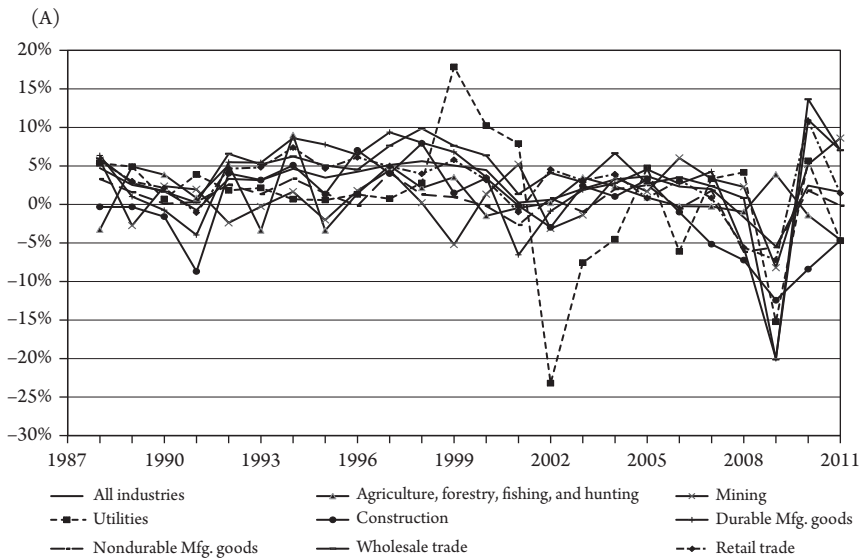 (A)
20%
15%
10%
5%
0%
–5%
–10%
–15%
–20%
–25%
–30%
1987 1990 1993 1996 1999 2002 2005 2008 2011
All industries Agriculture, forestry, fishing, and hunting Mining
Utilities Construction Durable Mfg. goods
Nondurable Mfg. goods Wholesale trade Retail trade